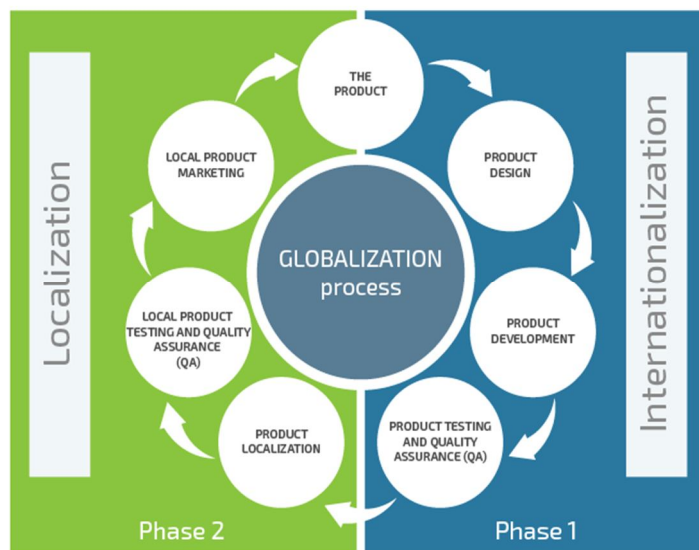 THE
PRODUCT
PRODUCT
DESIGN
PRODUCT
DEVELOPMENT
PRODUCT TESTING
AND QUALITY
ASSURANCE (QA)
PRODUCT
LOCALIZATION
LOCAL PRODUCT
TESTING AND QUALITY
ASSURANCE
(QA)
LOCAL PRODUCT
MARKETING
GLOBALIZATION
process
Localization
Internationalization
Phase 2
Phase 1